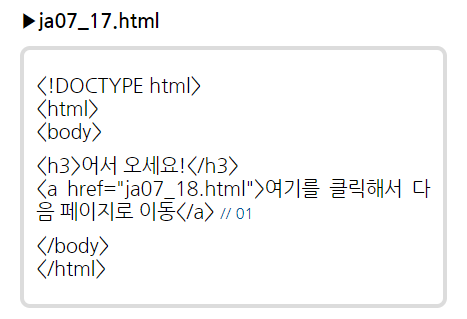 ▶ja07_17.html
<!DOCTYPE html>
<html>
<body>
<h3>어서 오세요!</h3>
<a href="ja07_18.html">여기를 클릭해서 다
음 페이지로 이동</a> // 01
</body>
</html>